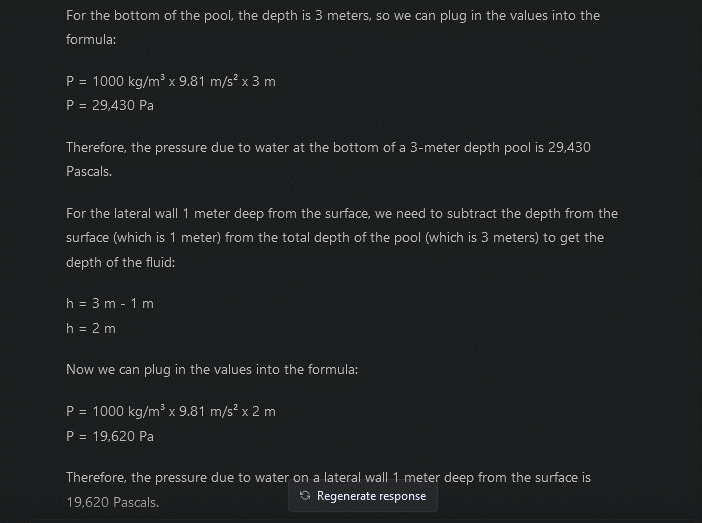 For the bottom of the pool, the depth is 3 meters, so we can plug in the values into the
formula:
P = 1000 kg/m³ x 9.81 m/s² x 3 m
P = 29,430 Pa
Therefore, the pressure due to water at the bottom of a 3-meter depth pool is 29,430
Pascals.
For the lateral wall 1 meter deep from the surface, we need to subtract the depth from the
surface (which is 1 meter) from the total depth of the pool (which is 3 meters) to get the
depth of the fluid:
h = 3 m - 1 m
h = 2 m
Now we can plug in the values into the formula:
P = 1000 kg/m³ x 9.81 m/s² x 2 m
P = 19,620 Pa
Therefore, the pressure due to water on a lateral wall 1 meter deep from the surface is
19,620 Pascals.
Regenerate response